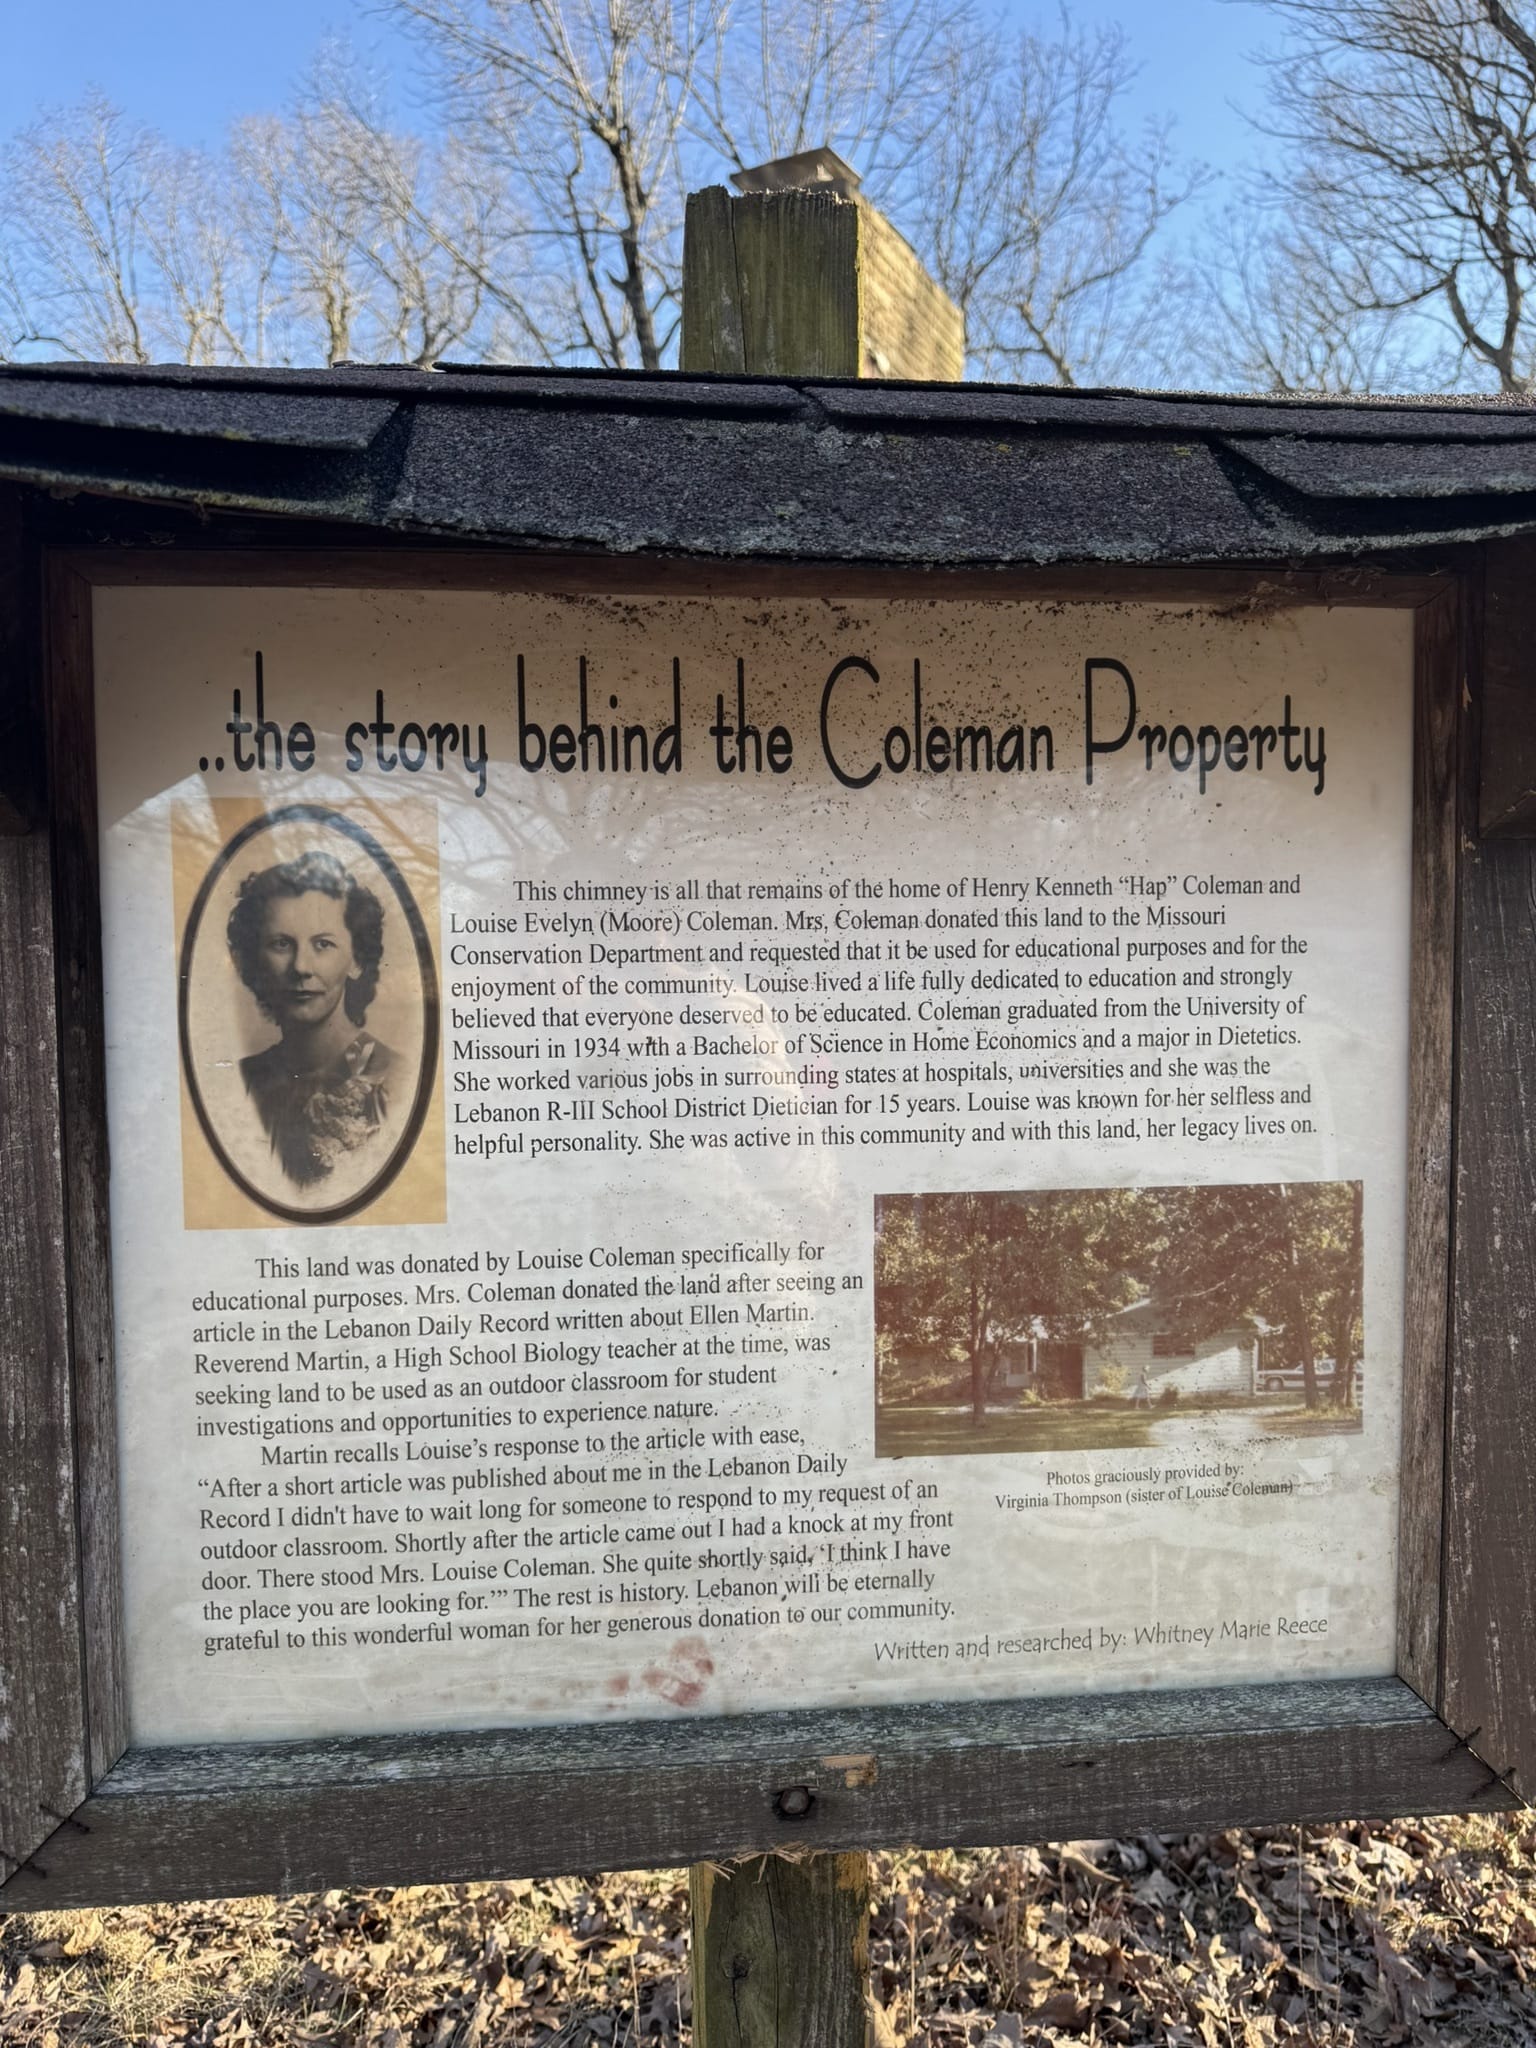 ..the story behind the Coleman Property
This chimney is all that remains of the home of Henry Kenneth “Hap” Coleman and
Louise Evelyn (Moore) Coleman. Mrs. Coleman donated this land to the Missouri
Conservation Department and requested that it be used for educational purposes and for the
enjoyment of the community. Louise lived a life fully dedicated to education and strongly
believed that everyone deserved to be educated. Coleman graduated from the University of
Missouri in 1934 with a Bachelor of Science in Home Economics and a major in Dietetics.
She worked various jobs in surrounding states at hospitals, universities and she was the
Lebanon R-III School District Dietician for 15 years. Louise was known for her selfless and
helpful personality. She was active in this community and with this land, her legacy lives on.
This land was donated by Louise Coleman specifically for
educational purposes. Mrs. Coleman donated the land after seeing an
article in the Lebanon Daily Record written about Ellen Martin.
Reverend Martin, a High School Biology teacher at the time, was
seeking land to be used as an outdoor classroom for student
investigations and opportunities to experience nature.
Martin recalls Louise’s response to the article with ease,
“After a short article was published about me in the Lebanon Daily
Record I didn't have to wait long for someone to respond to my request of an
outdoor classroom. Shortly after the article came out I had a knock at my front
door. There stood Mrs. Louise Coleman. She quite shortly said, ‘I think I have
the place you are looking for.’” The rest is history. Lebanon will be eternally
grateful to this wonderful woman for her generous donation to our community.
Photos graciously provided by:
Virginia Thompson (sister of Louise Coleman)
Written and researched by: Whitney Marie Reece